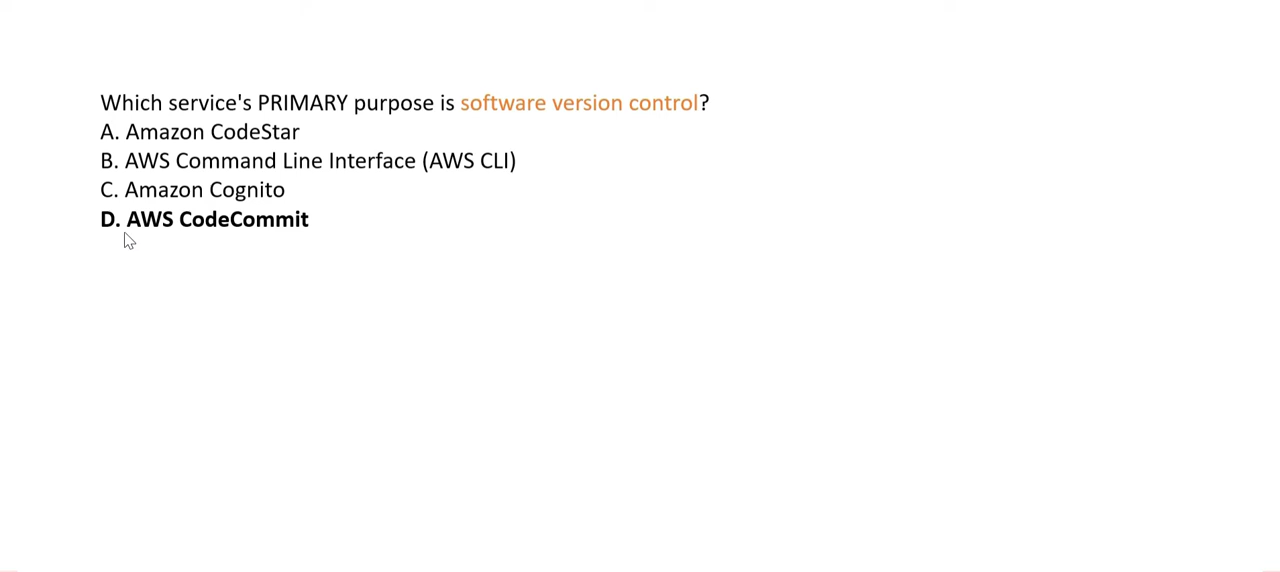 Which service's PRIMARY purpose is software version control?
A. Amazon CodeStar
B. AWS Command Line Interface (AWS CLI)
C. Amazon Cognito
D. AWS CodeCommit